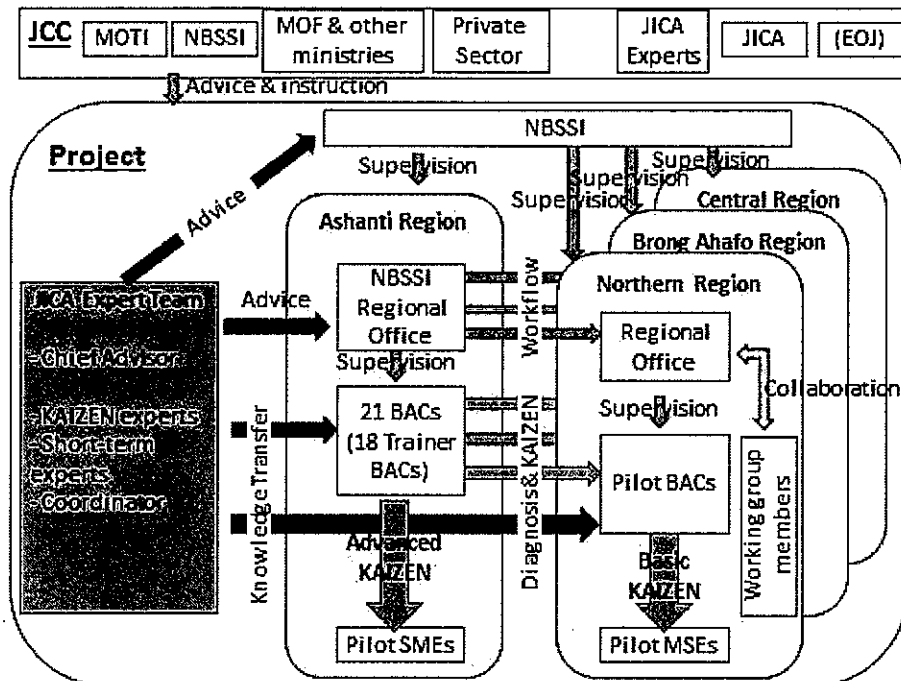 JCC
MOTI
NBSSI
MOF & other
ministries
Private
Sector
JICA
Experts
JICA
(EOJ)
Advice & instruction
Project
NBSSI
Supervision
Supervision
Supervision
Supervision
Advice
Central Region
Brong Ahafo Region
Northern Region
Ashanti Region
JICA Expert Team
- Chief Advisor
- KAIZEN experts
- Short-term
experts
- Coordinator
Advice
NBSSI
Regional
Office
Workflow
Regional
Office
Supervision
Collaboration
Supervision
21 BACs
(18 Trainer
BACs)
Knowledge Transfer
Diagnosis& KAIZEN
Pilot BACs
Working group
members
Advanced
KAIZEN
Basic
KAIZEN
Pilot SMEs
Pilot MSEs